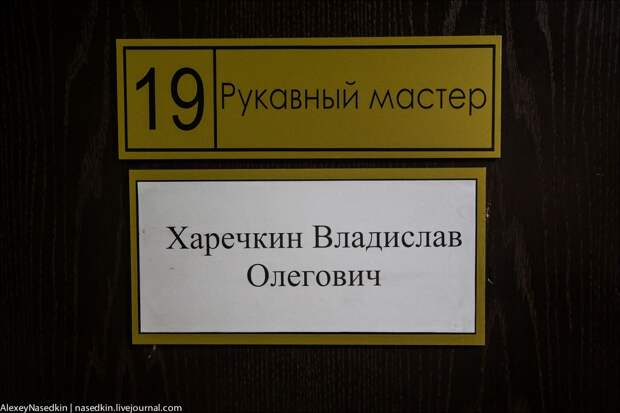 19 Рукавный мастер
Харечкин Владислав
Олегович
AlexeyNasedkin | nasedkin.livejournal.com